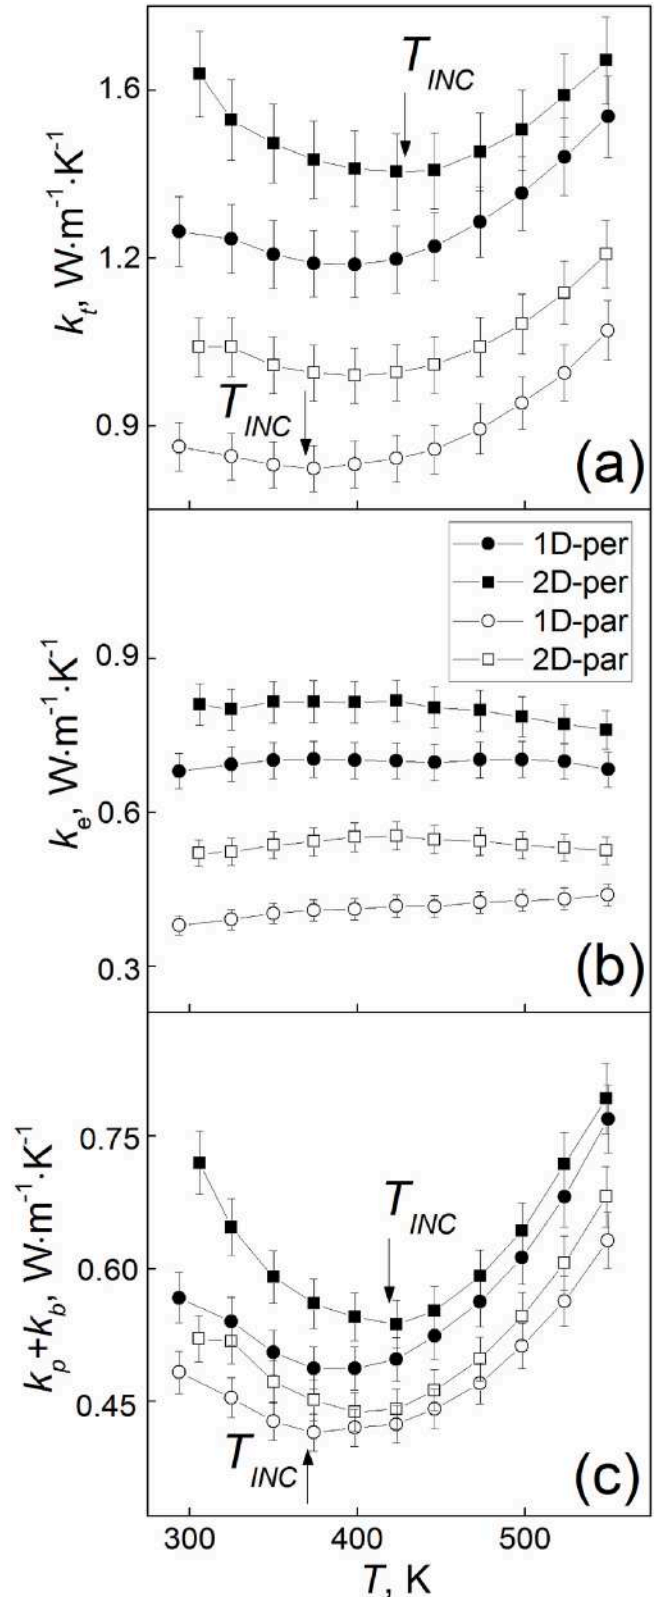 T_INC
1.6
k_t, W·m⁻¹·K⁻¹
1.2
T_INC
0.9
(a)
1D-per
2D-per
1D-par
2D-par
0.9
k_e, W·m⁻¹·K⁻¹
0.6
0.3
(b)
0.75
T_INC
k_p+k_b, W·m⁻¹·K⁻¹
0.60
0.45
T_INC
(c)
300 400 500
T, K